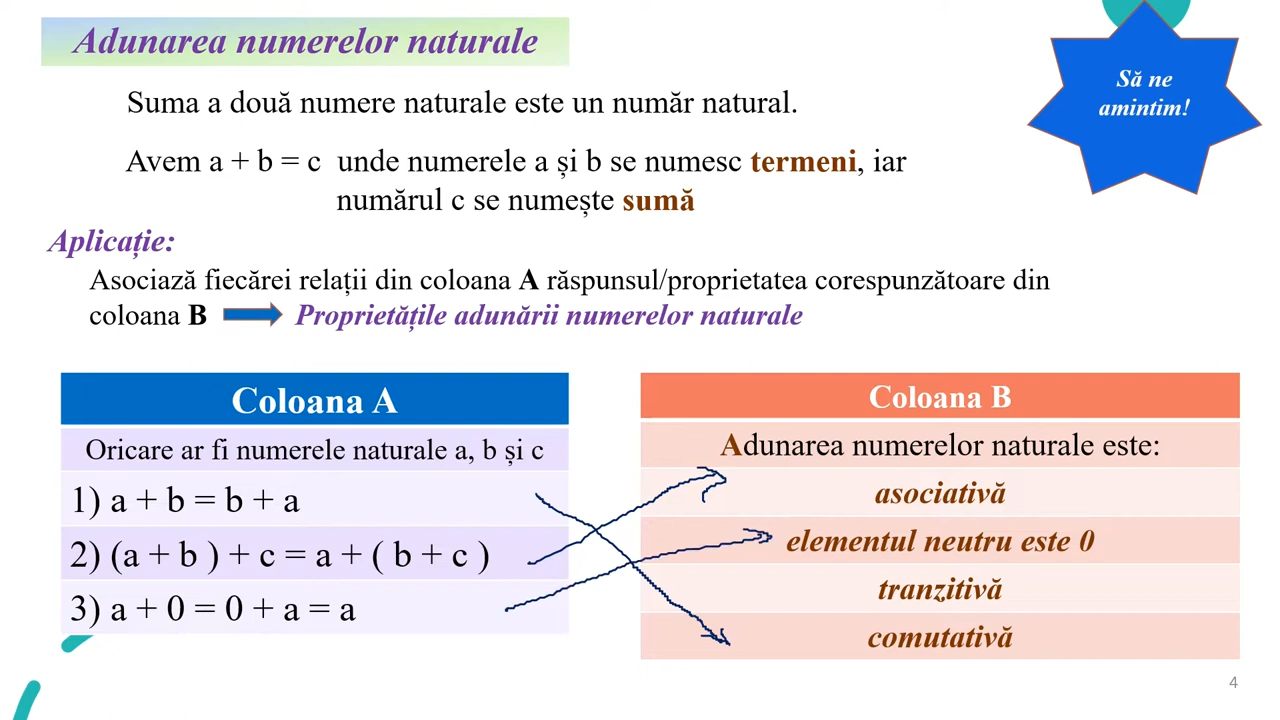 Adunarea numerelor naturale
Să ne
amintim!
Suma a două numere naturale este un număr natural.
Avem a + b = c unde numerele a și b se numesc termeni, iar
numărul c se numește sumă
Aplicație:
Asociază fiecărei relații din coloana A răspunsul/proprietatea corespunzătoare din
coloana B Proprietățile adunării numerelor naturale
Coloana A
Oricare ar fi numerele naturale a, b și c
1) a + b = b + a
2) (a + b ) + c = a + ( b + c )
3) a + 0 = 0 + a = a
Coloana B
Adunarea numerelor naturale este:
asociativă
elementul neutru este 0
tranzitivă
comutativă
4